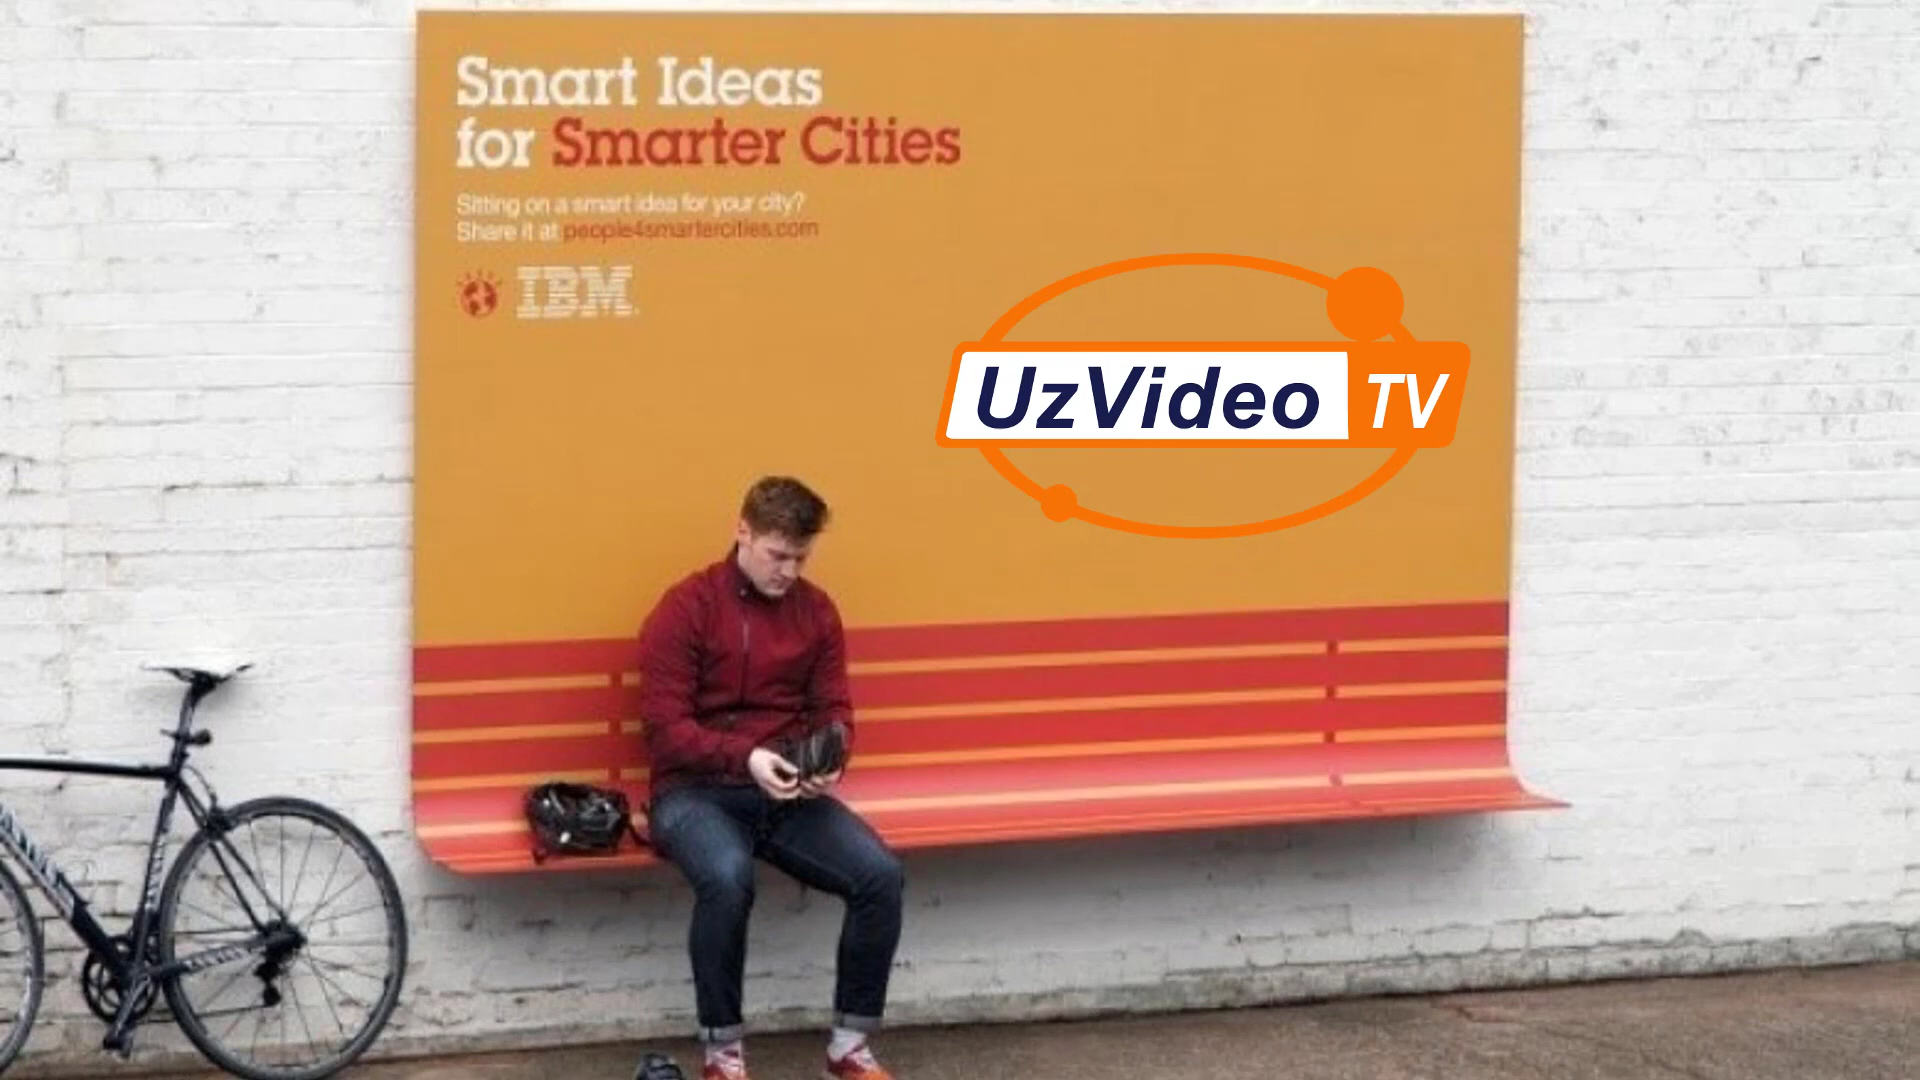 Smart Ideas
for Smarter Cities
Sitting on a smart idea for your city?
Share it at people4smartercities.com
IBM
UzVideo TV